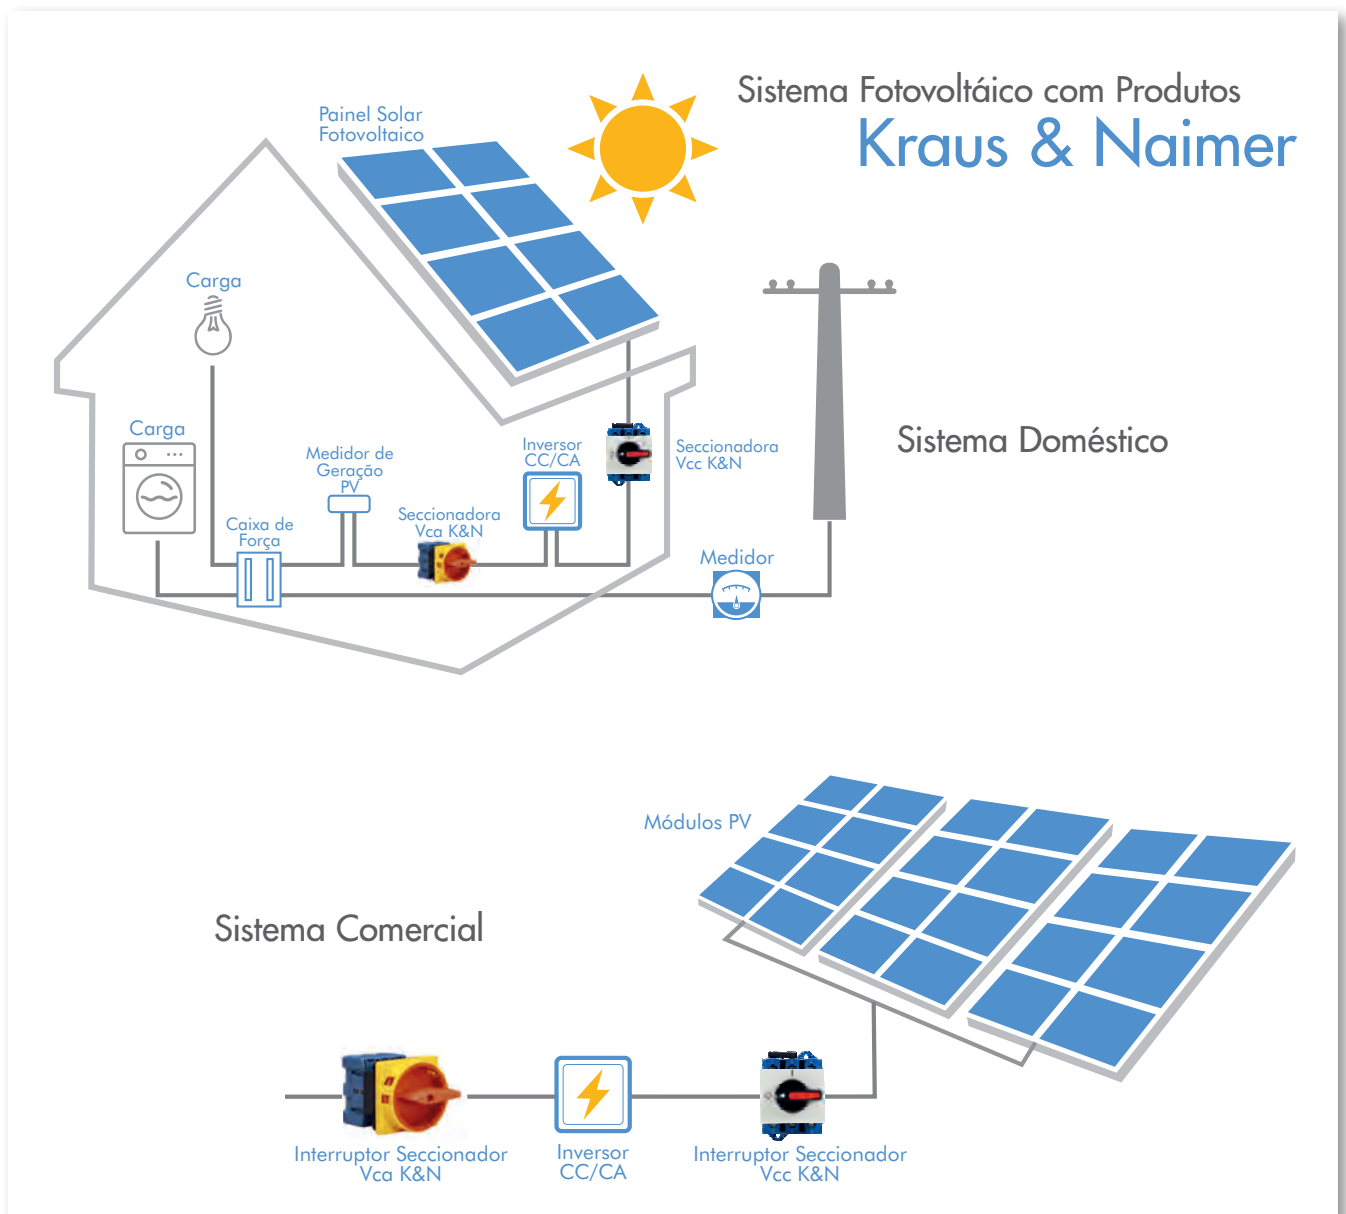 Sistema Fotovoltáico com Produtos
Kraus & Naimer
Painel Solar
Fotovoltaico
Carga
Carga
Medidor de
Geração
PV
Inversor
CC/CA
Seccionadora
Vcc K&N
Sistema Doméstico
Seccionadora
Vca K&N
Caixa de
Força
Medidor
Módulos PV
Sistema Comercial
Interruptor Seccionador
Vca K&N
Inversor
CC/CA
Interruptor Seccionador
Vcc K&N